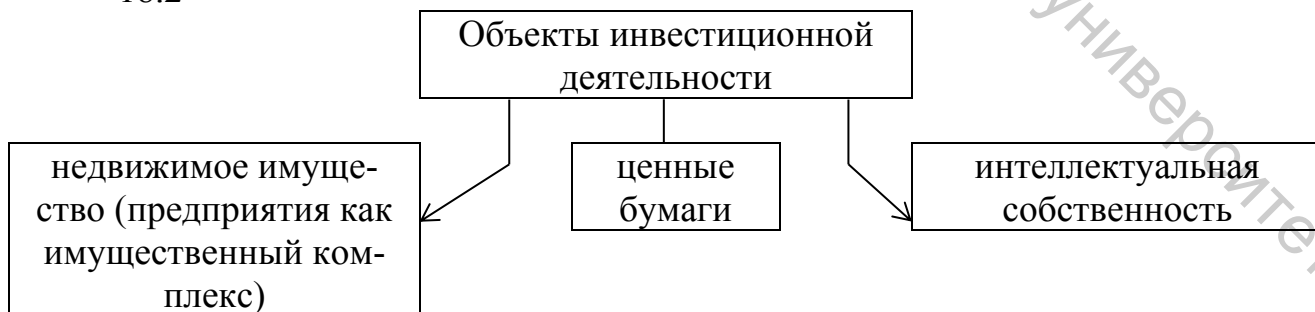 Объекты инвестиционной
деятельности
недвижимое имуще-
ство (предприятия как
имущественный ком-
плекс)
ценные
бумаги
интеллектуальная
собственность